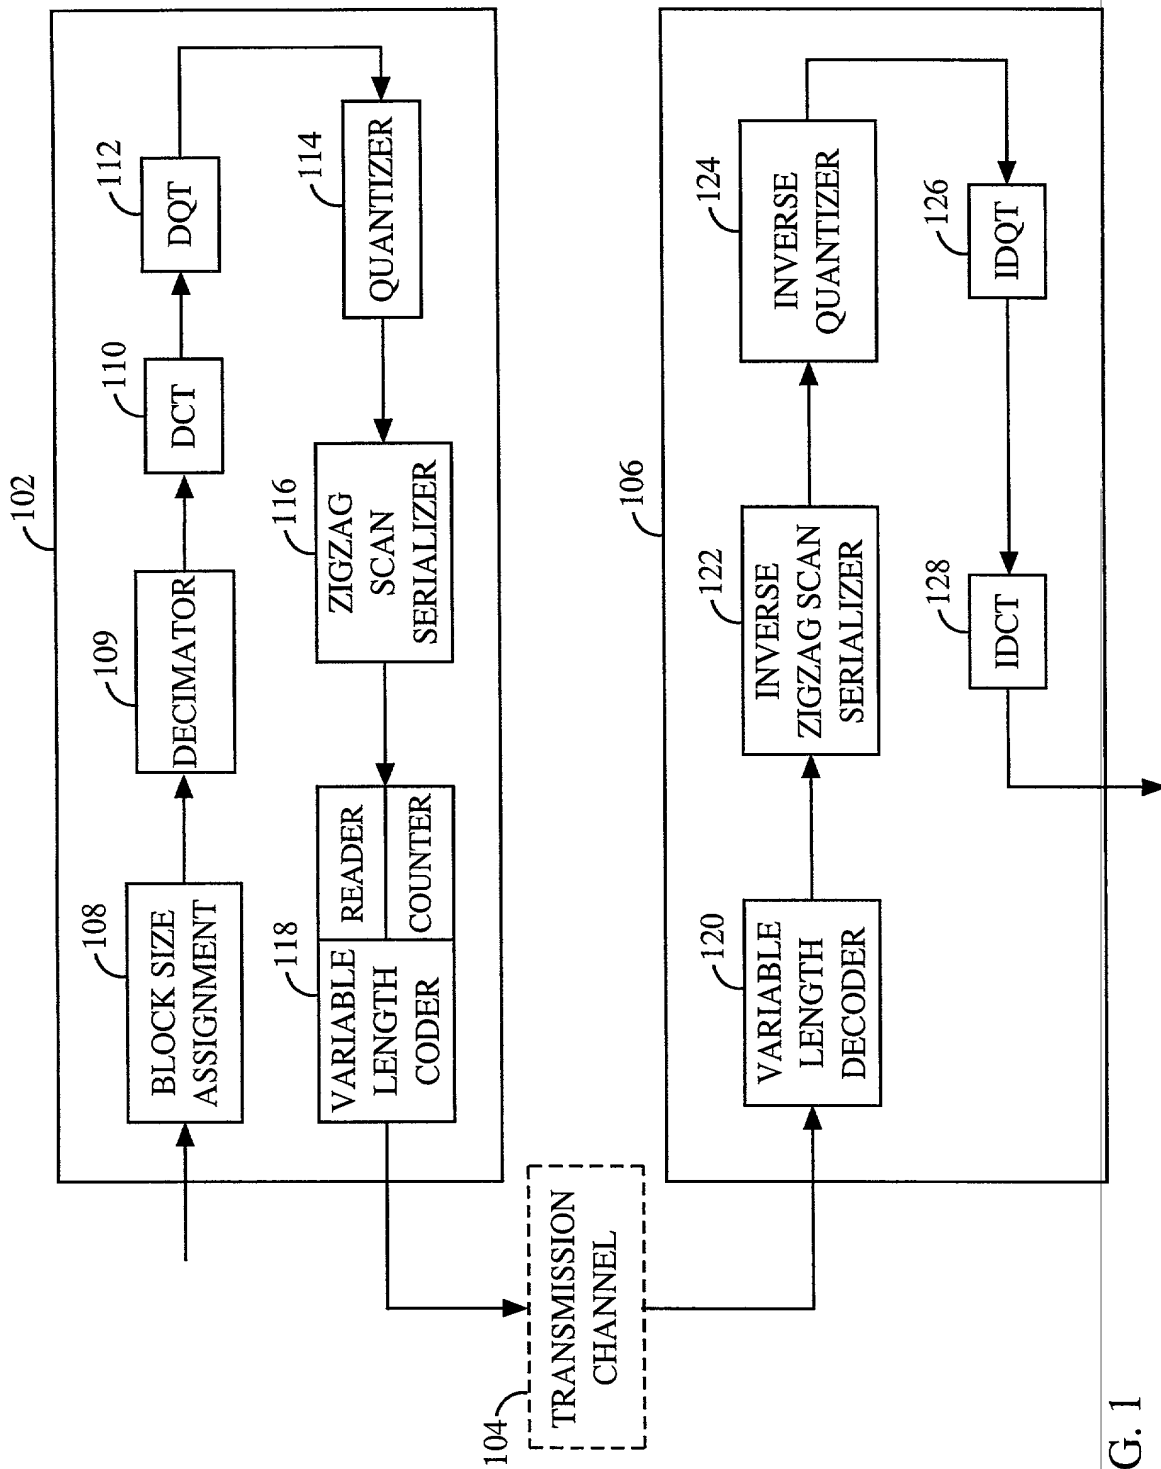 102
108
BLOCK SIZE
ASSIGNMENT
109
DECIMATOR
110
DCT
112
DQT
118
VARIABLE
LENGTH
CODER
READER
COUNTER
116
ZIGZAG
SCAN
SERIALIZER
114
QUANTIZER
104
TRANSMISSION
CHANNEL
106
120
VARIABLE
LENGTH
DECODER
122
INVERSE
ZIGZAG SCAN
SERIALIZER
124
INVERSE
QUANTIZER
128
IDCT
126
IDQT
G. 1